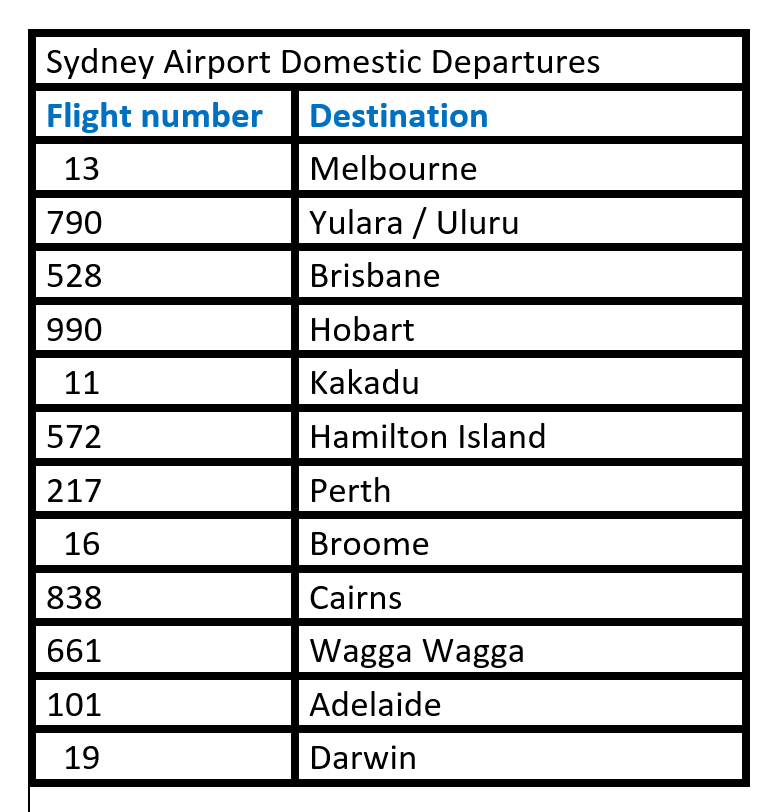 Sydney Airport Domestic Departures
Flight number Destination
13 Melbourne
790 Yulara / Uluru
528 Brisbane
990 Hobart
11 Kakadu
572 Hamilton Island
217 Perth
16 Broome
838 Cairns
661 Wagga Wagga
101 Adelaide
19 Darwin